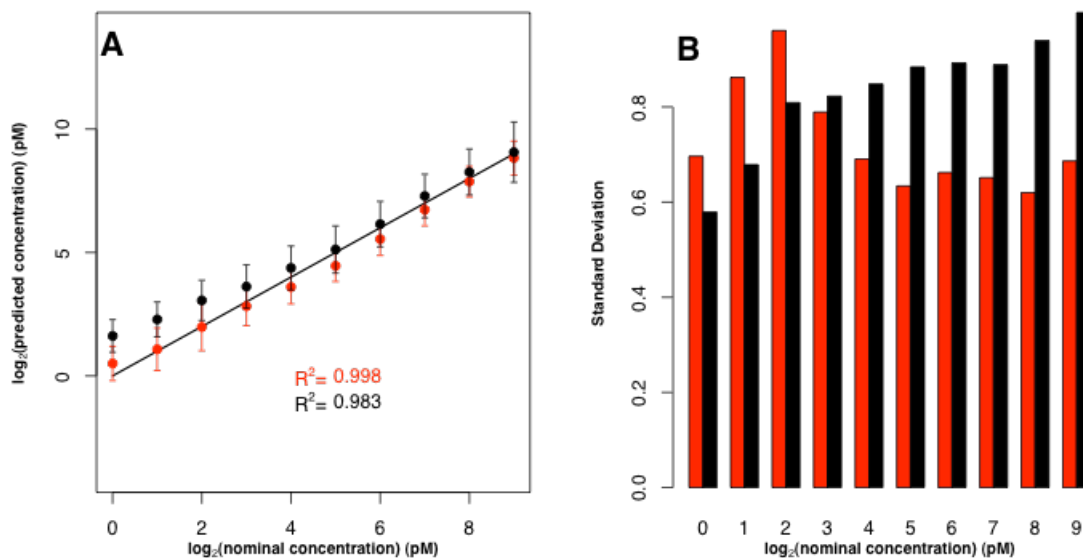 A
log₂(predicted concentration) (pM)
10
5
0
R²= 0.998
R²= 0.983
0 2 4 6 8
log₂(nominal concentration) (pM)
B
Standard Deviation
0.8
0.6
0.4
0.2
0.0
0 1 2 3 4 5 6 7 8 9
log₂(nominal concentration) (pM)